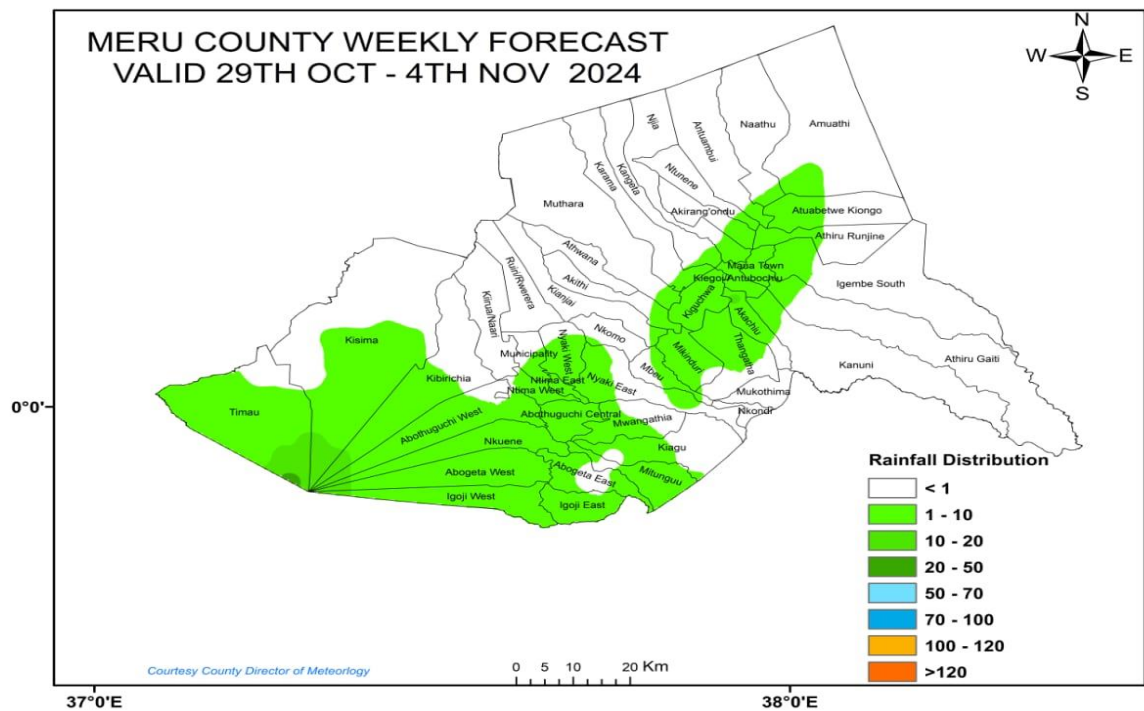 MERU COUNTY WEEKLY FORECAST
VALID 29TH OCT - 4TH NOV 2024
N
W
E
S
Njia
Antuambui
Naathu
Amuathi
Karama
Kangeta
Ntunene
Muthara
Akirang'ondu
Atuabetwe Kiongo
Athiru Runjine
Athwana
Maua Town
Ruiri/Rwerera
Akithi
Kiegoi/Antubochiu
Igembe South
Kianjai
Kiguchwa
Kiirua/Naari
Akachiu
Nkomo
Kisima
Nyaki West
Thangatha
Municipality
Mikinduri
Athiru Gaiti
Mbeu
Kanuni
Kibirichia
Ntima East
Nyaki East
Ntima West
Mukothima
0°0'
Timau
Abothuguchi West
Abothuguchi Central
Nkondi
Mwangathia
Nkuene
Kiagu
Abogeta West
Abogeta East
Mitunguu
Igoji West
Igoji East
Rainfall Distribution
< 1
1 - 10
10 - 20
20 - 50
50 - 70
70 - 100
100 - 120
>120
Courtesy County Director of Meteorlogy
0 5 10 20 Km
37°0'E
38°0'E